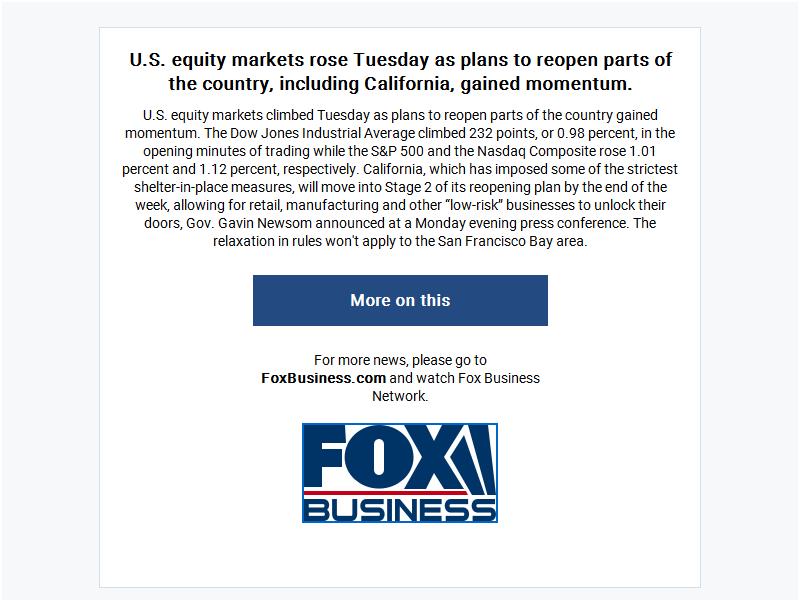 U.S. equity markets rose Tuesday as plans to reopen parts of
the country, including California, gained momentum.
U.S. equity markets climbed Tuesday as plans to reopen parts of the country gained
momentum. The Dow Jones Industrial Average climbed 232 points, or 0.98 percent, in the
opening minutes of trading while the S&P 500 and the Nasdaq Composite rose 1.01
percent and 1.12 percent, respectively. California, which has imposed some of the strictest
shelter-in-place measures, will move into Stage 2 of its reopening plan by the end of the
week, allowing for retail, manufacturing and other “low-risk” businesses to unlock their
doors, Gov. Gavin Newsom announced at a Monday evening press conference. The
relaxation in rules won't apply to the San Francisco Bay area.
More on this
For more news, please go to
FoxBusiness.com and watch Fox Business
Network.
FOX
BUSINESS